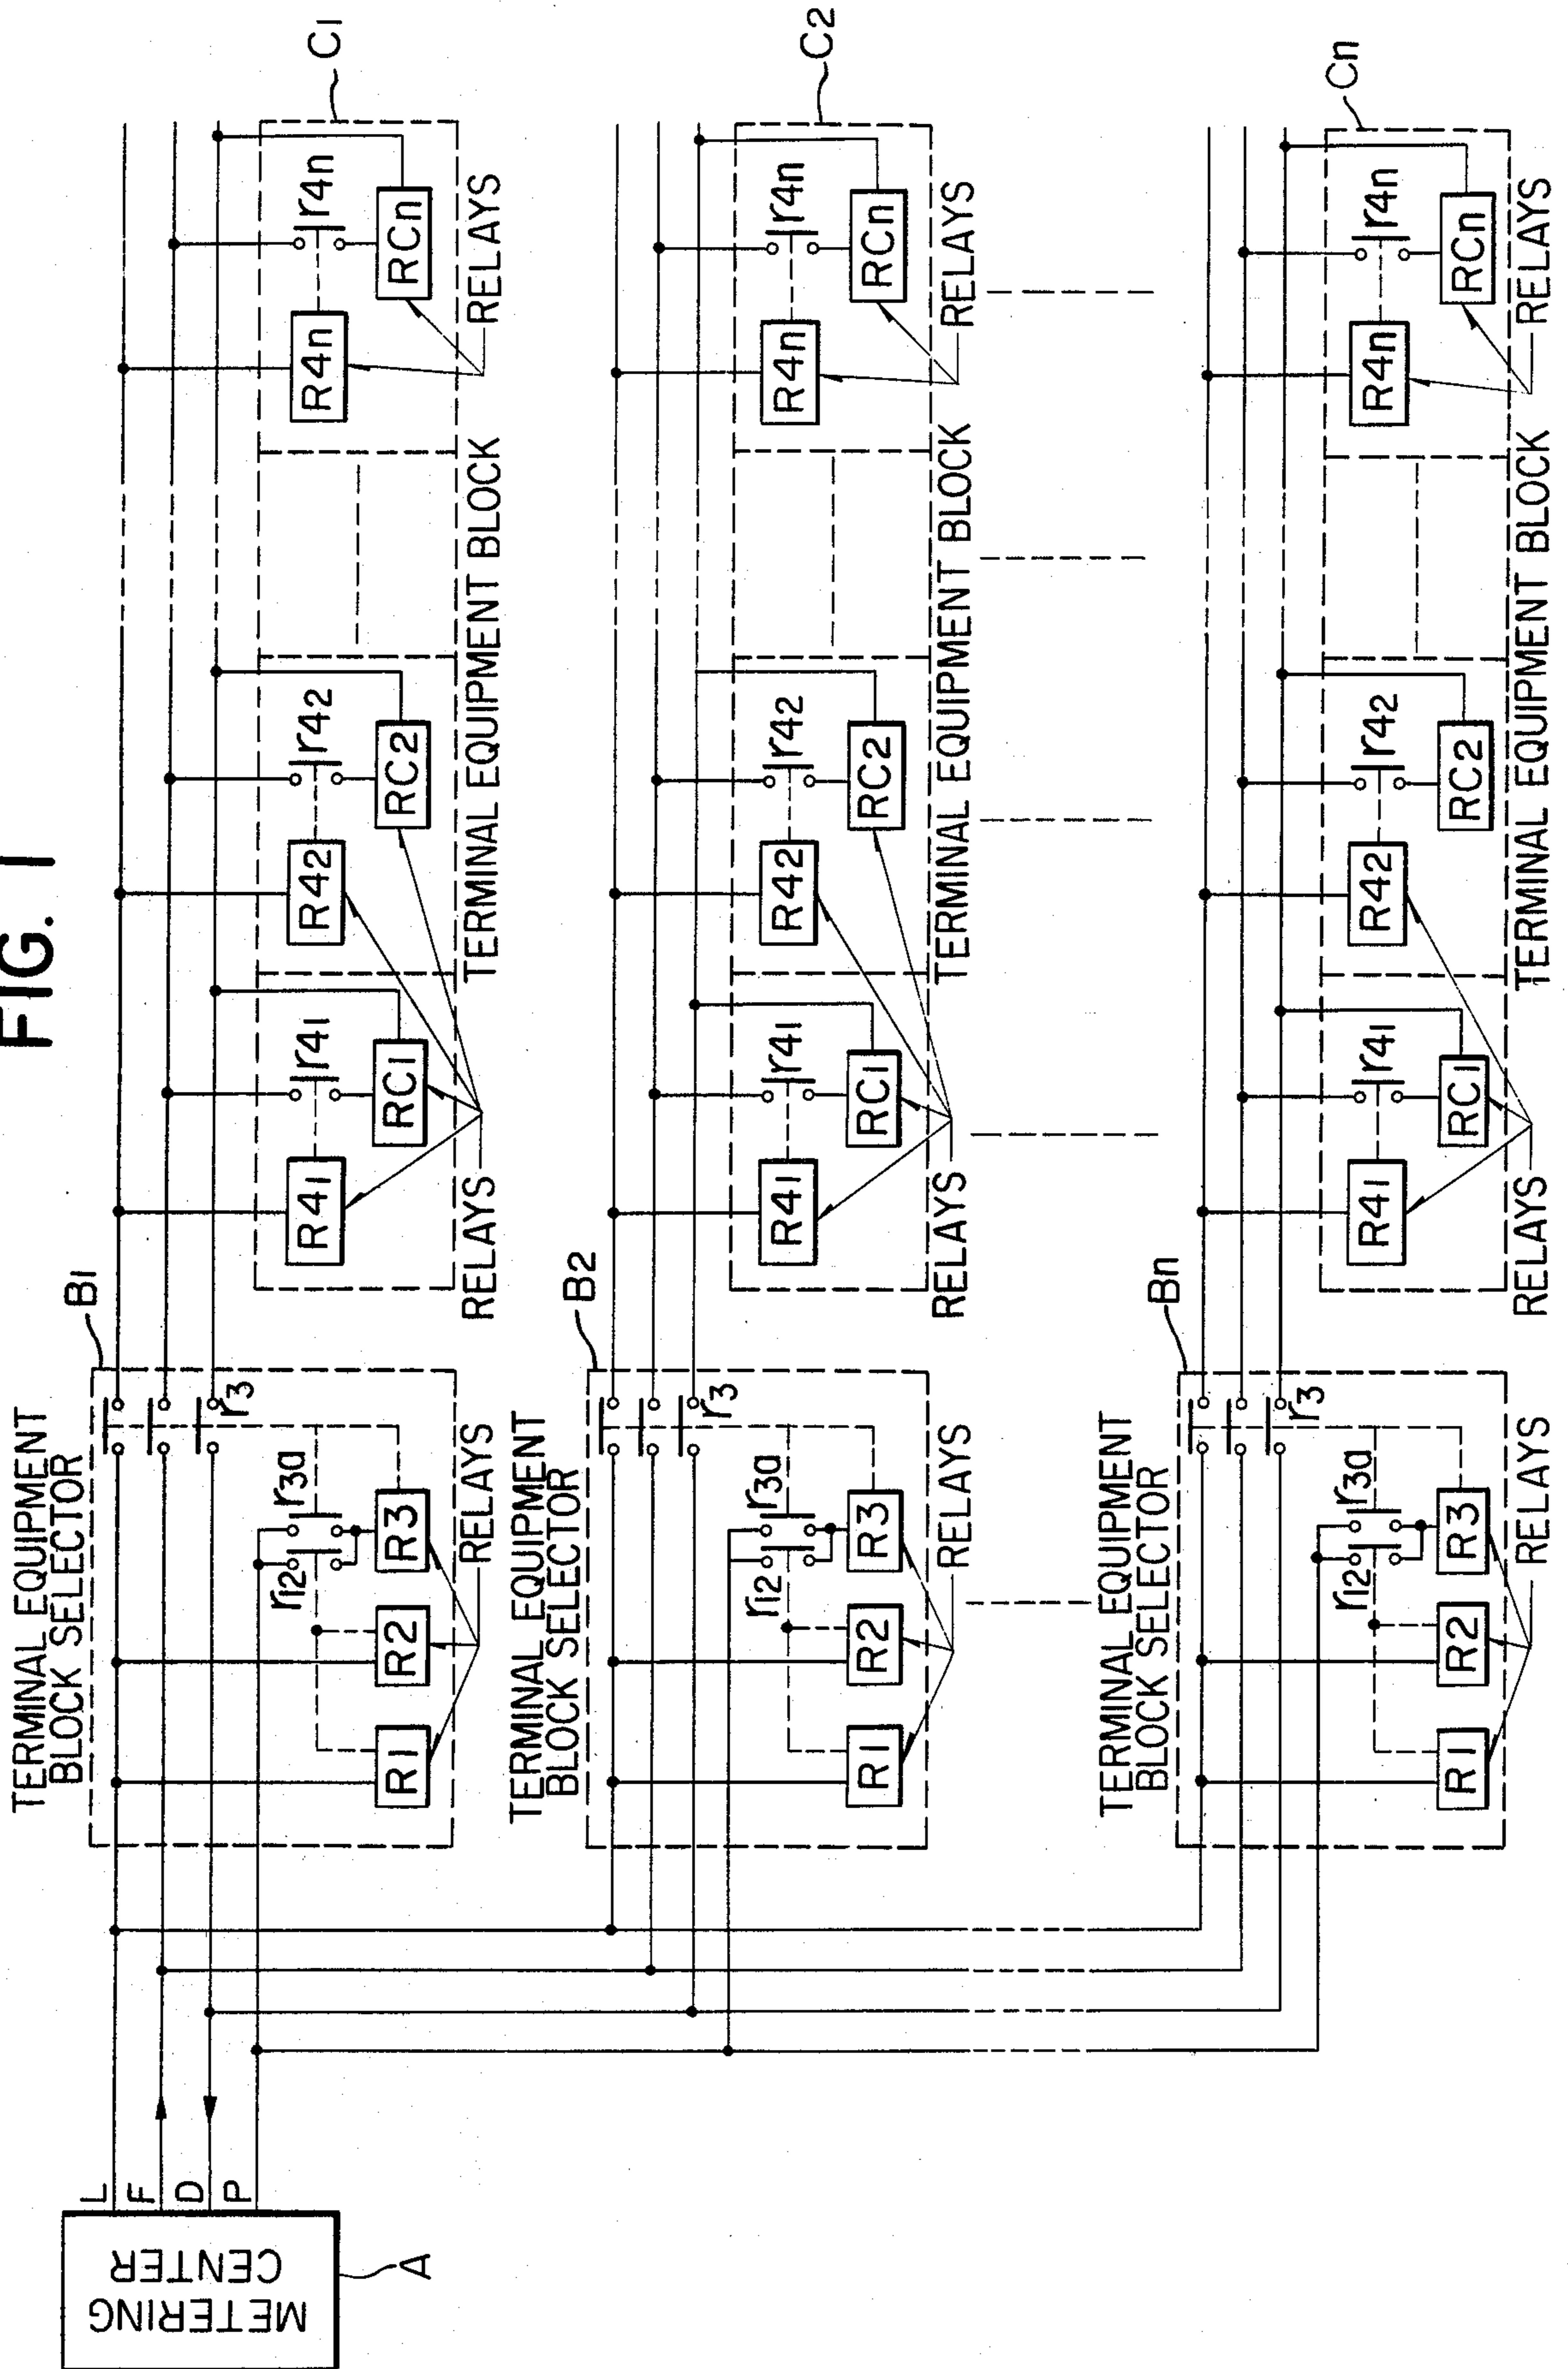 FIG. 1
METERING
CENTER
A
L
F
D
P
TERMINAL EQUIPMENT
BLOCK SELECTOR
B1
R1
R2
R3
r12
r3a
r3
RELAYS
C1
R41
r41
RC1
R42
r42
RC2
R4n
r4n
RCn
RELAYS
TERMINAL EQUIPMENT BLOCK
RELAYS
TERMINAL EQUIPMENT
BLOCK SELECTOR
B2
R1
R2
R3
r12
r3a
r3
RELAYS
C2
R41
r41
RC1
R42
r42
RC2
R4n
r4n
RCn
RELAYS
TERMINAL EQUIPMENT BLOCK
RELAYS
TERMINAL EQUIPMENT
BLOCK SELECTOR
Bn
R1
R2
R3
r12
r3a
r3
RELAYS
Cn
R41
r41
RC1
R42
r42
RC2
R4n
r4n
RCn
RELAYS
TERMINAL EQUIPMENT BLOCK
RELAYS